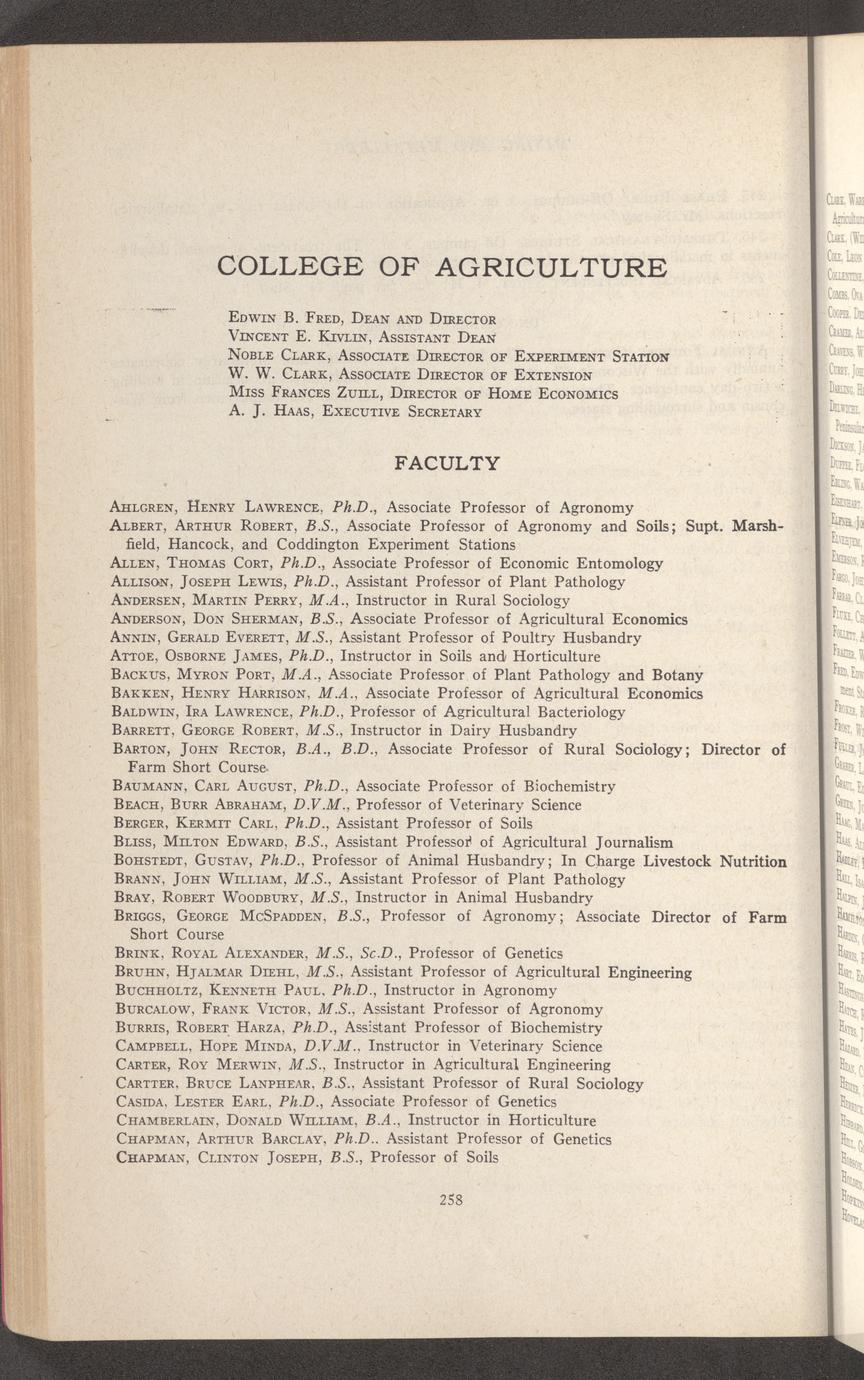 COLLEGE OF AGRICULTURE
EDWIN B. FRED, DEAN AND DIRECTOR
VINCENT E. KIVLIN, ASSISTANT DEAN
NOBLE CLARK, ASSOCIATE DIRECTOR OF EXPERIMENT STATION
W. W. CLARK, ASSOCIATE DIRECTOR OF EXTENSION
MISS FRANCES ZUILL, DIRECTOR OF HOME ECONOMICS
A. J. HAAS, EXECUTIVE SECRETARY
FACULTY
AHLGREN, HENRY LAWRENCE, Ph.D., Associate Professor of Agronomy
ALBERT, ARTHUR ROBERT, B.S., Associate Professor of Agronomy and Soils; Supt. Marsh-
field, Hancock, and Coddington Experiment Stations
ALLEN, THOMAS CORT, Ph.D., Associate Professor of Economic Entomology
ALLISON, JOSEPH LEWIS, Ph.D., Assistant Professor of Plant Pathology
ANDERSEN, MARTIN PERRY, M.A., Instructor in Rural Sociology
ANDERSON, DON SHERMAN, B.S., Associate Professor of Agricultural Economics
ANNIN, GERALD EVERETT, M.S., Assistant Professor of Poultry Husbandry
ATTOE, OSBORNE JAMES, Ph.D., Instructor in Soils and Horticulture
BACKUS, MYRON PORT, M.A., Associate Professor of Plant Pathology and Botany
BAKKEN, HENRY HARRISON, M.A., Associate Professor of Agricultural Economics
BALDWIN, IRA LAWRENCE, Ph.D., Professor of Agricultural Bacteriology
BARRETT, GEORGE ROBERT, M.S., Instructor in Dairy Husbandry
BARTON, JOHN RECTOR, B.A., B.D., Associate Professor of Rural Sociology; Director of
Farm Short Course
BAUMANN, CARL AUGUST, Ph.D., Associate Professor of Biochemistry
BEACH, BURR ABRAHAM, D.V.M., Professor of Veterinary Science
BERGER, KERMIT CARL, Ph.D., Assistant Professor of Soils
BLISS, MILTON EDWARD, B.S., Assistant Professor of Agricultural Journalism
BOHSTEDT, GUSTAV, Ph.D., Professor of Animal Husbandry; In Charge Livestock Nutrition
BRANN, JOHN WILLIAM, M.S., Assistant Professor of Plant Pathology
BRAY, ROBERT WOODBURY, M.S., Instructor in Animal Husbandry
BRIGGS, GEORGE MCSPADDEN, B.S., Professor of Agronomy; Associate Director of Farm
Short Course
BRINK, ROYAL ALEXANDER, M.S., Sc.D., Professor of Genetics
BRUHN, HJALMAR DIEHL, M.S., Assistant Professor of Agricultural Engineering
BUCHHOLTZ, KENNETH PAUL, Ph.D., Instructor in Agronomy
BURCALOW, FRANK VICTOR, M.S., Assistant Professor of Agronomy
BURRIS, ROBERT HARZA, Ph.D., Assistant Professor of Biochemistry
CAMPBELL, HOPE MINDA, D.V.M., Instructor in Veterinary Science
CARTER, ROY MERWIN, M.S., Instructor in Agricultural Engineering
CARTTER, BRUCE LANPHEAR, B.S., Assistant Professor of Rural Sociology
CASIDA, LESTER EARL, Ph.D., Associate Professor of Genetics
CHAMBERLAIN, DONALD WILLIAM, B.A., Instructor in Horticulture
CHAPMAN, ARTHUR BARCLAY, Ph.D., Assistant Professor of Genetics
CHAPMAN, CLINTON JOSEPH, B.S., Professor of Soils
258